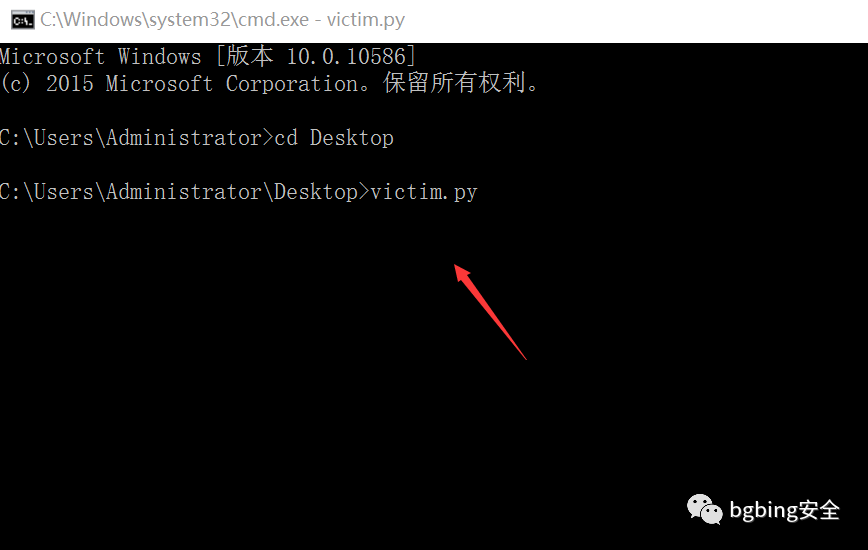 C:\Windows\system32\cmd.exe - victim.py
Microsoft Windows [版本 10.0.10586]
(c) 2015 Microsoft Corporation。保留所有权利。
C:\Users\Administrator>cd Desktop
C:\Users\Administrator\Desktop>victim.py
bgbing安全